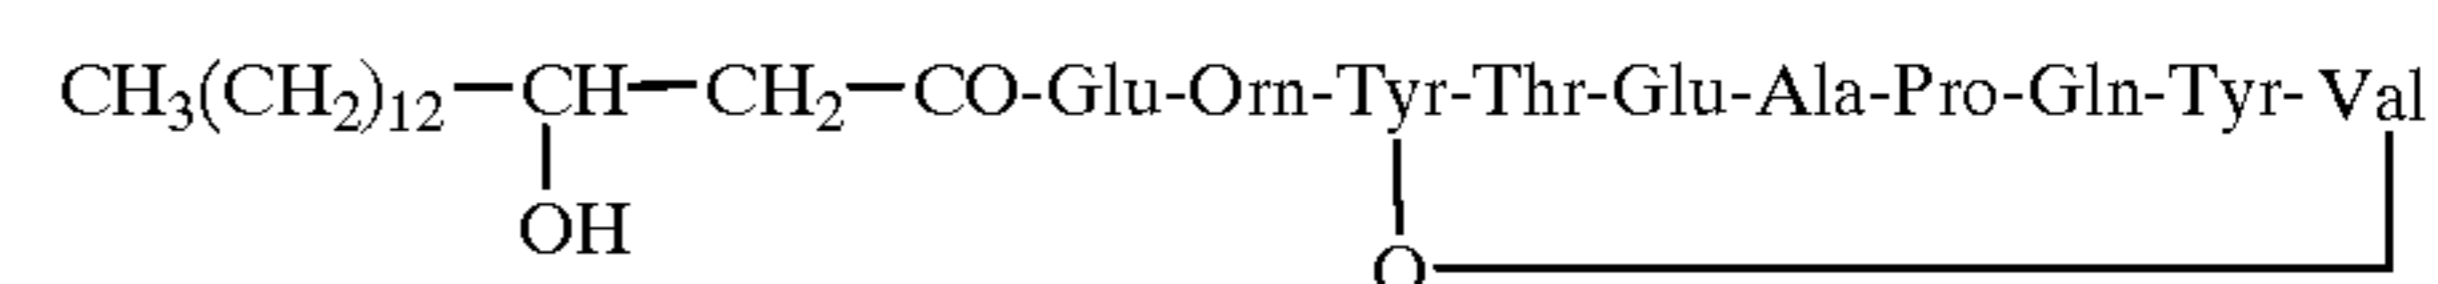 CH₃(CH₂)₁₂—CH—CH₂—CO-Glu-Orn-Tyr-Thr-Glu-Ala-Pro-Gln-Tyr-Val
OH
O